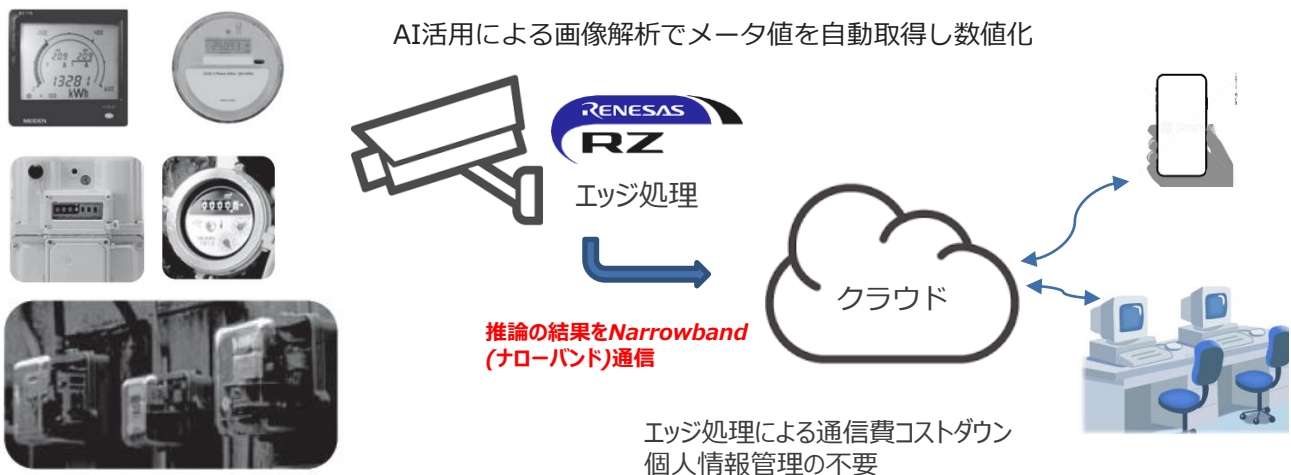 AI活用による画像解析でメータ値を自動取得し数値化
RENESAS
RZ
エッジ処理
クラウド
推論の結果をNarrowband
(ナローバンド)通信
エッジ処理による通信費コストダウン
個人情報管理の不要
209 209
13281
kWh
MEIDEN